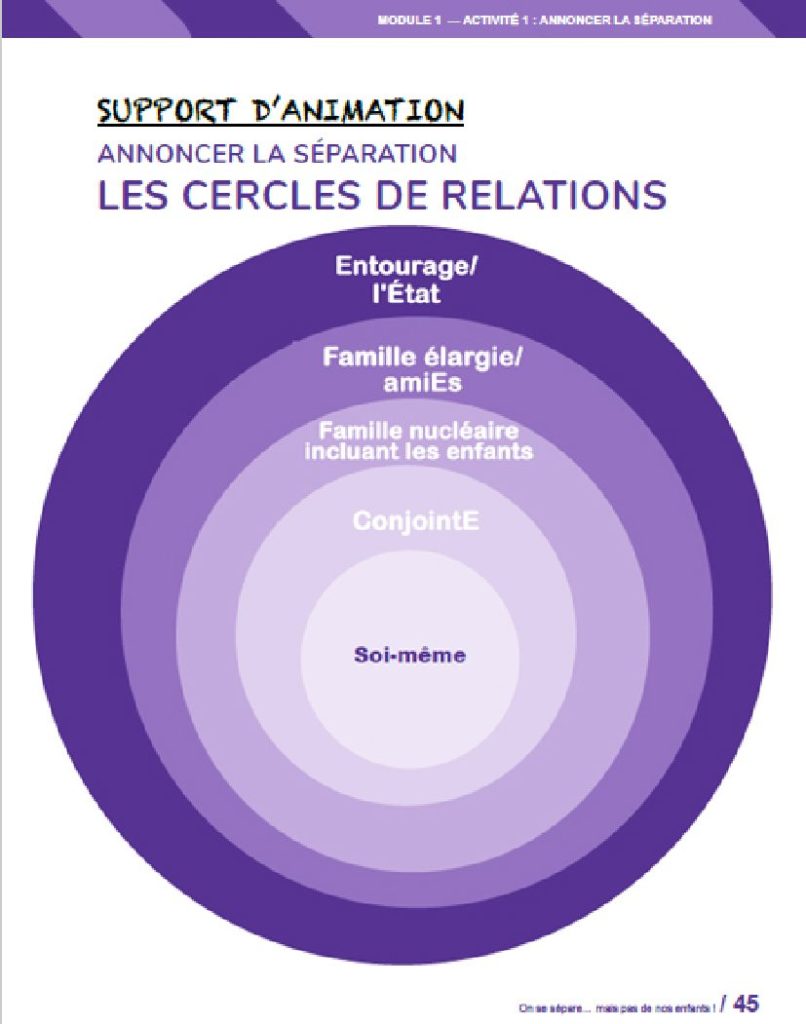 MODULE 1 — ACTIVITÉ 1 : ANNONCER LA SÉPARATION
SUPPORT D'ANIMATION
ANNONCER LA SÉPARATION
LES CERCLES DE RELATIONS
Entourage/
l'État
Famille élargie/
amiEs
Famille nucléaire
incluant les enfants
ConjointE
Soi-même
On se sépare... mais pas de nos enfants ! / 45